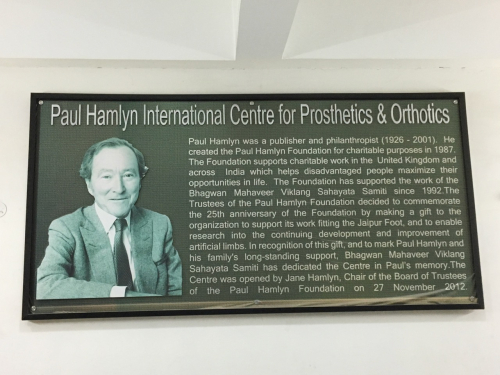 Paul Hamlyn International Centre for Prosthetics & Orthotics
Paul Hamlyn was a publisher and philanthropist (1926 - 2001). He
created the Paul Hamlyn Foundation for charitable purposes in 1987.
The Foundation supports charitable work in the United Kingdom and
across India which helps disadvantaged people maximize their
opportunities in life. The Foundation has supported the work of the
Bhagwan Mahaveer Viklang Sahayata Samiti since 1992.The
Trustees of the Paul Hamlyn Foundation decided to commemorate
the 25th anniversary of the Foundation by making a gift to the
organization to support its work fitting the Jaipur Foot, and to enable
research into the continuing development and improvement of
artificial limbs. In recognition of this gift, and to mark Paul Hamlyn and
his family's long-standing support, Bhagwan Mahaveer Viklang
Sahayata Samiti has dedicated the Centre in Paul's memory.The
Centre was opened by Jane Hamlyn, Chair of the Board of Trustees
of the Paul Hamlyn Foundation on 27 November 2012.